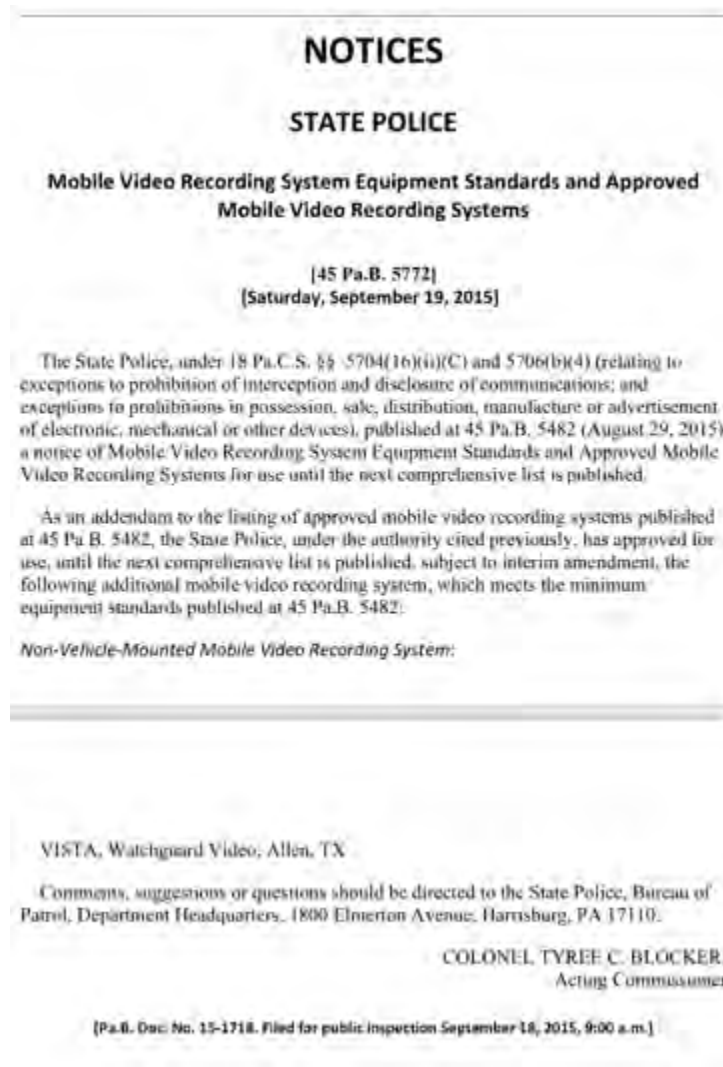 NOTICES
STATE POLICE
Mobile Video Recording System Equipment Standards and Approved
Mobile Video Recording Systems
[45 Pa.B. 5772]
[Saturday, September 19, 2015]
The State Police, under 18 Pa.C.S. §§ 5704(16)(ii)(C) and 5706(b)(4) (relating to
exceptions to prohibition of interception and disclosure of communications; and
exceptions to prohibitions in possession, sale, distribution, manufacture or advertisement
of electronic, mechanical or other devices), published at 45 Pa.B. 5482 (August 29, 2015)
a notice of Mobile Video Recording System Equipment Standards and Approved Mobile
Video Recording Systems for use until the next comprehensive list is published.
As an addendum to the listing of approved mobile video recording systems published
at 45 Pa.B. 5482, the State Police, under the authority cited previously, has approved for
use, until the next comprehensive list is published, subject to interim amendment, the
following additional mobile video recording system, which meets the minimum
equipment standards published at 45 Pa.B. 5482:
Non-Vehicle-Mounted Mobile Video Recording System:
VISTA, Watchguard Video, Allen, TX
Comments, suggestions or questions should be directed to the State Police, Bureau of
Patrol, Department Headquarters, 1800 Elmerton Avenue, Harrisburg, PA 17110.
COLONEL TYREE C. BLOCKER
Acting Commissioner
[Pa.B. Doc. No. 15-1718. Filed for public inspection September 18, 2015, 9:00 a.m.]